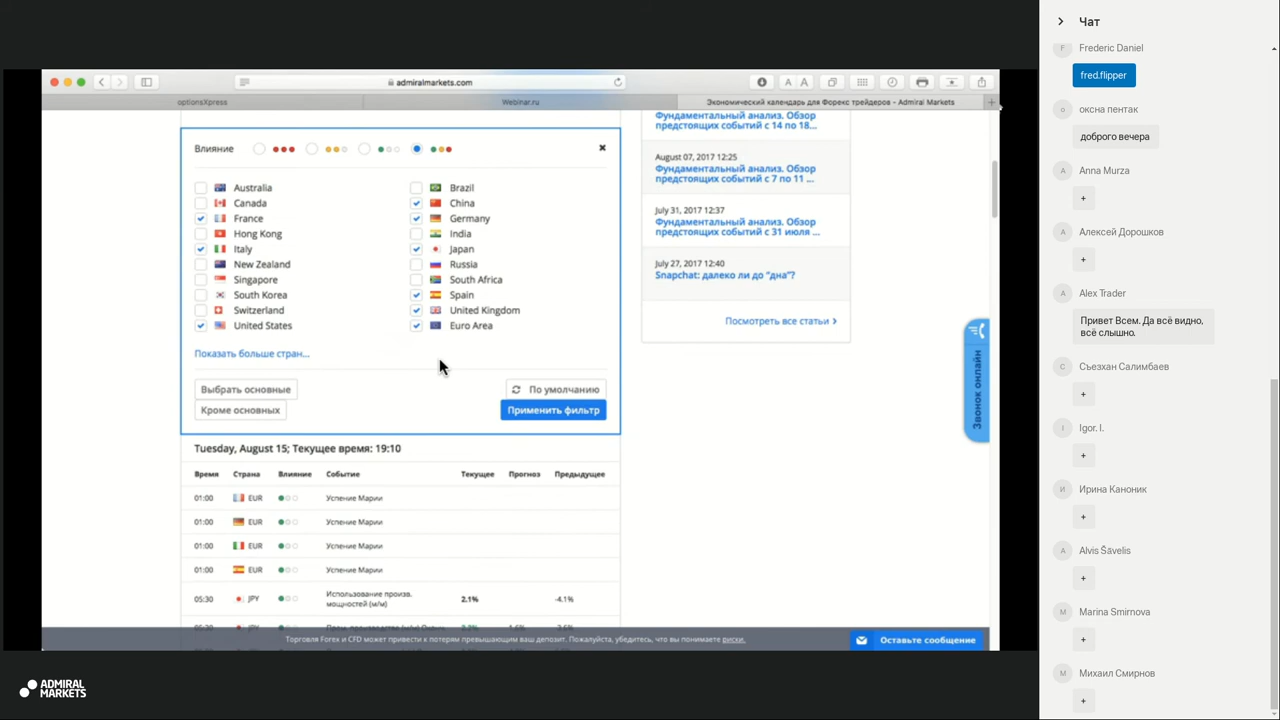 admiralmarkets.com
A A
optionsXpress
Webinar.ru
Экономический календарь для Форекс трейдеров - Admiral Markets
Влияние
Australia
Canada
France
Hong Kong
Italy
New Zealand
Singapore
South Korea
Switzerland
United States
Brazil
China
Germany
India
Japan
Russia
South Africa
Spain
United Kingdom
Euro Area
Показать больше стран...
Выбрать основные
Кроме основных
По умолчанию
Применить фильтр
Tuesday, August 15; Текущее время: 19:10
Время Страна Влияние Событие Текущее Прогноз Предыдущее
01:00 EUR Успение Марии
01:00 EUR Успение Марии
01:00 EUR Успение Марии
01:00 EUR Успение Марии
05:30 JPY Использование произв. мощностей (м/м) 2.1% -4.1%
Фундаментальный анализ. Обзор
предстоящих событий с 14 по 18...
August 07, 2017 12:25
Фундаментальный анализ. Обзор
предстоящих событий с 7 по 11 ...
July 31, 2017 12:37
Фундаментальный анализ. Обзор
предстоящих событий с 31 июля ...
July 27, 2017 12:40
Snapchat: далеко ли до "дна"?
Посмотреть все статьи
Звонок онлайн
Торговля Forex и CFD может привести к потерям превышающим ваш депозит. Пожалуйста, убедитесь, что вы понимаете риски.
Оставьте сообщение
ADMIRAL
MARKETS
Чат
F Frederic Daniel
fred.flipper
о оксна пентак
доброго вечера
A Anna Murza
+
А Алексей Дорошков
+
A Alex Trader
Привет Всем. Да всё видно,
всё слышно.
С Съезхан Салимбаев
+
I Igor. I.
+
И Ирина Каноник
+
A Alvis Šāvelis
+
M Marina Smirnova
+
М Михаил Смирнов
+